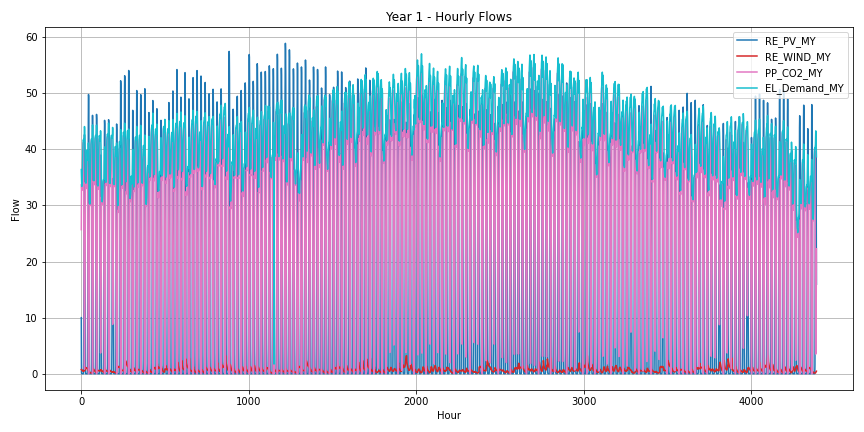 Year 1 - Hourly Flows
RE_PV_MY
RE_WIND_MY
PP_CO2_MY
EL_Demand_MY
60
50
40
30
20
10
0
Flow
0
1000
2000
3000
4000
Hour